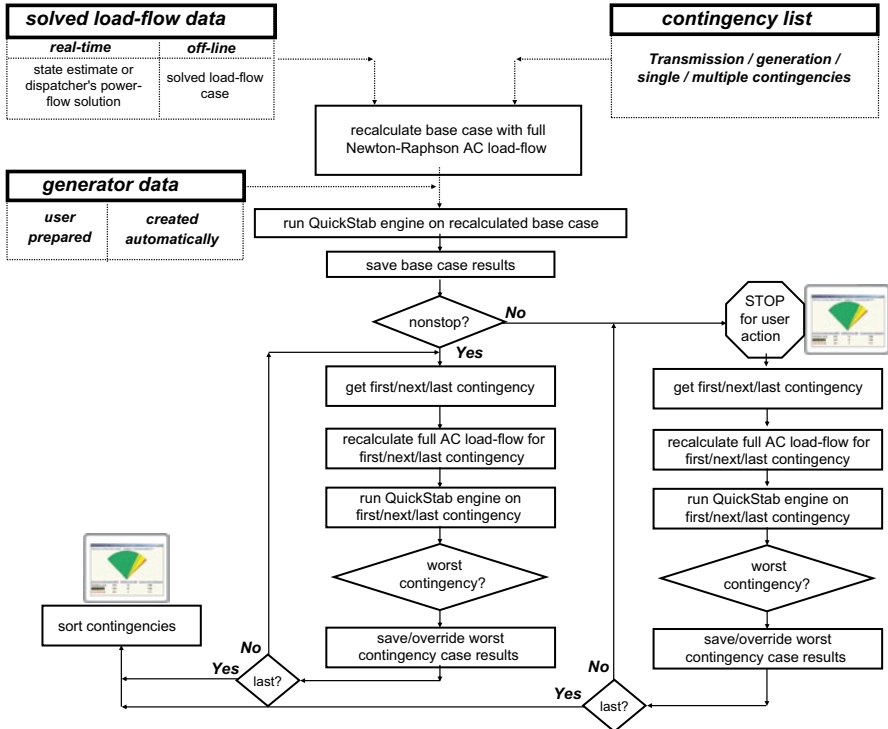 solved load-flow data
real-time
off-line
state estimate or
dispatcher's power-
flow solution
solved load-flow
case
contingency list
Transmission / generation /
single / multiple contingencies
recalculate base case with full
Newton-Raphson AC load-flow
generator data
user
prepared
created
automatically
run QuickStab engine on recalculated base case
save base case results
nonstop?
No
Yes
STOP
for user
action
get first/next/last contingency
recalculate full AC load-flow for
first/next/last contingency
run QuickStab engine on
first/next/last contingency
worst
contingency?
save/override worst
contingency case results
last?
No
Yes
sort contingencies
get first/next/last contingency
recalculate full AC load-flow for
first/next/last contingency
run QuickStab engine on
first/next/last contingency
worst
contingency?
save/override worst
contingency case results
last?
No
Yes